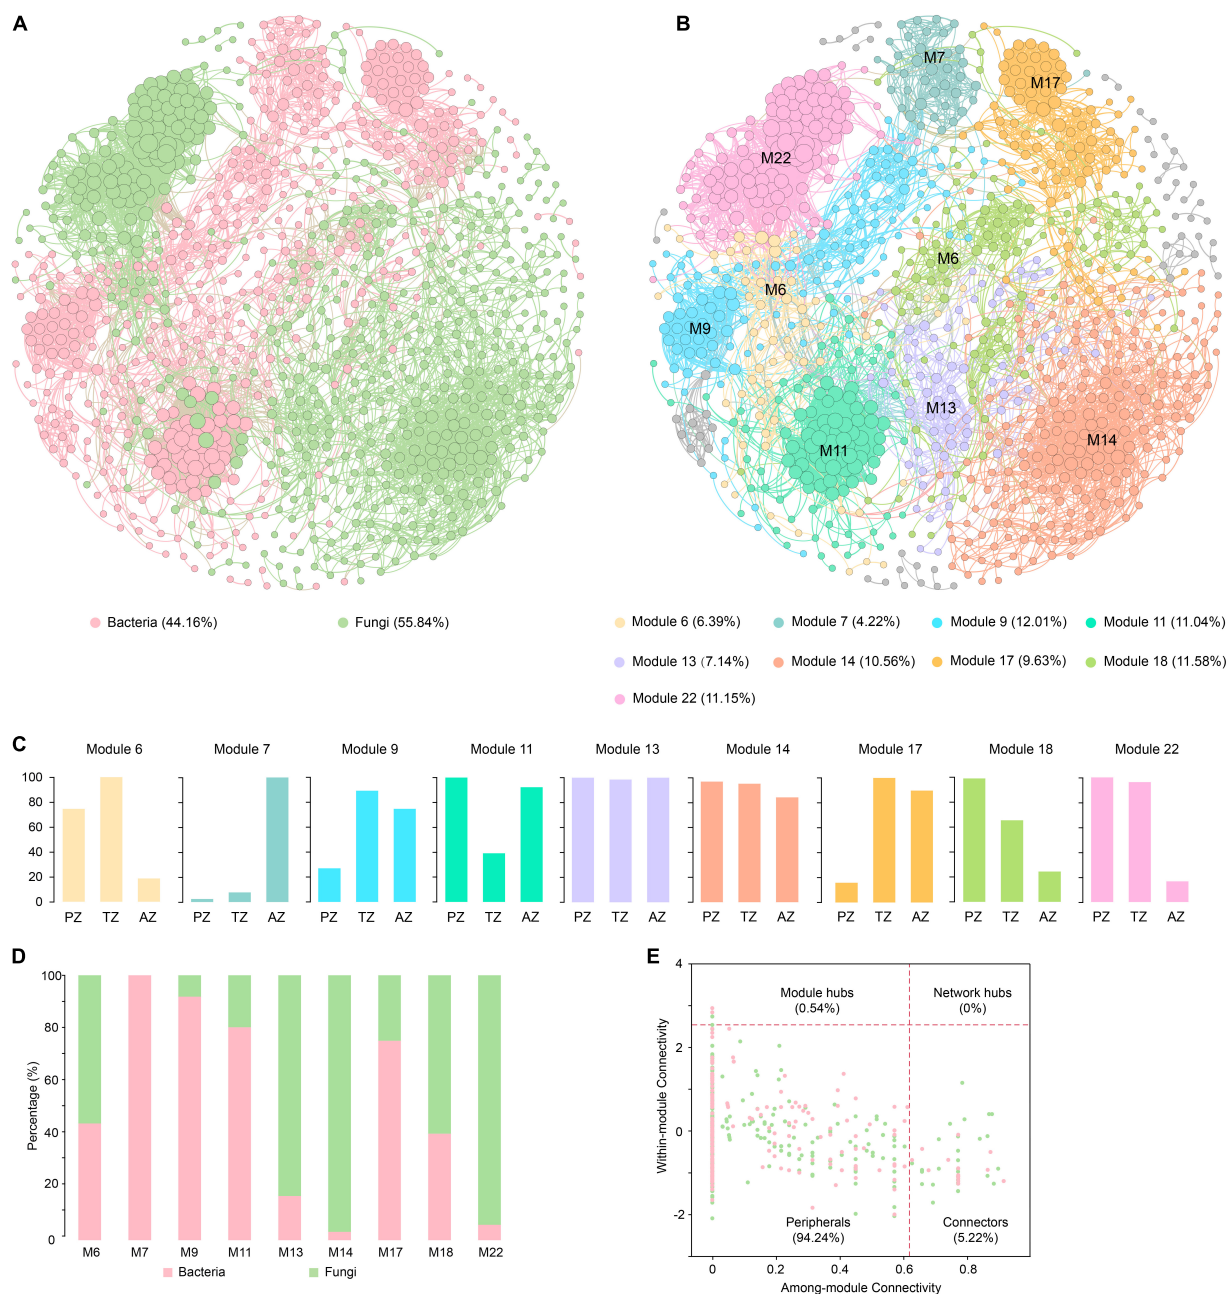 A
B
M7
M17
M22
M6
M6
M9
M13
M11
M14
Bacteria (44.16%)
Fungi (55.84%)
Module 6 (6.39%)
Module 7 (4.22%)
Module 9 (12.01%)
Module 11 (11.04%)
Module 13 (7.14%)
Module 14 (10.56%)
Module 17 (9.63%)
Module 18 (11.58%)
Module 22 (11.15%)
C
Module 6
Module 7
Module 9
Module 11
Module 13
Module 14
Module 17
Module 18
Module 22
100
80
60
40
20
0
PZ TZ AZ
PZ TZ AZ
PZ TZ AZ
PZ TZ AZ
PZ TZ AZ
PZ TZ AZ
PZ TZ AZ
PZ TZ AZ
PZ TZ AZ
D
Percentage (%)
100
80
60
40
20
0
M6 M7 M9 M11 M13 M14 M17 M18 M22
Bacteria
Fungi
E
Within-module Connectivity
4
2
0
-2
Module hubs
(0.54%)
Network hubs
(0%)
Peripherals
(94.24%)
Connectors
(5.22%)
0 0.2 0.4 0.6 0.8
Among-module Connectivity